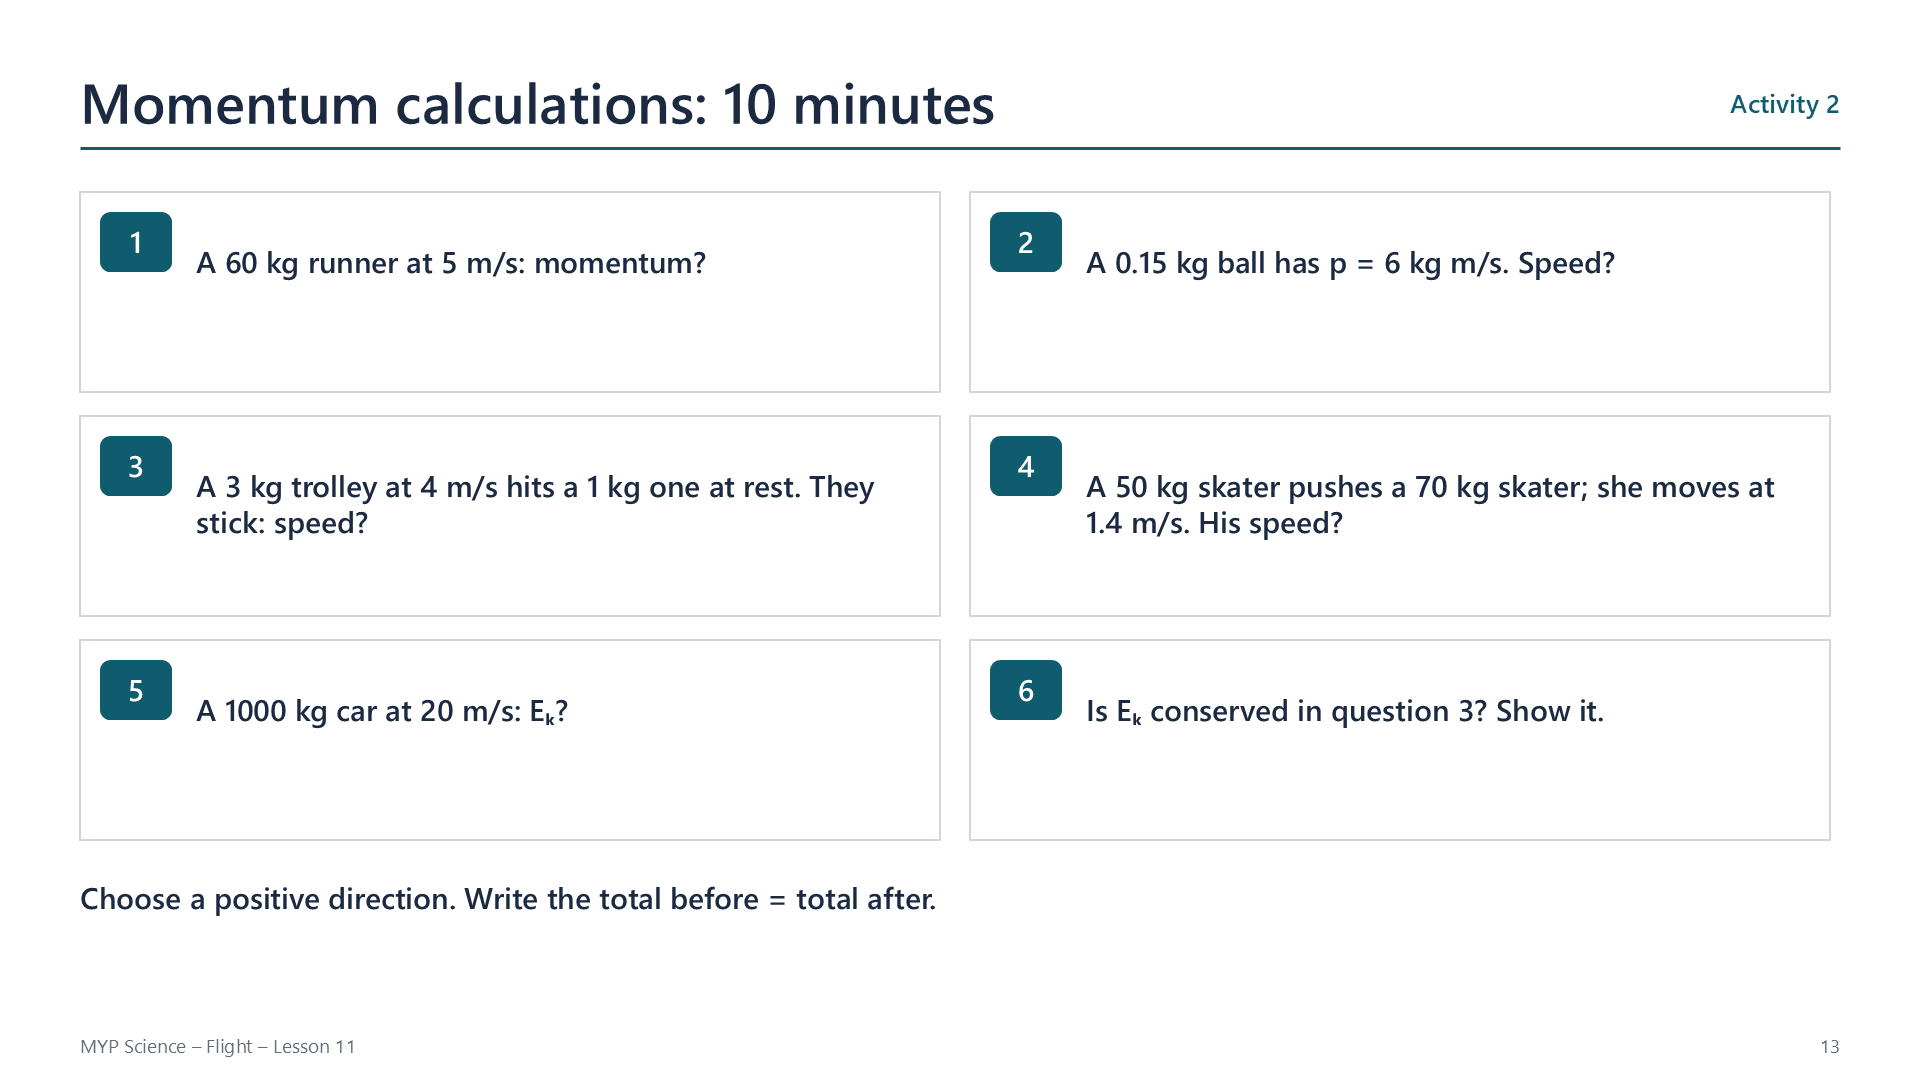 Momentum calculations: 10 minutes
Activity 2
1
A 60 kg runner at 5 m/s: momentum?
2
A 0.15 kg ball has p = 6 kg m/s. Speed?
3
A 3 kg trolley at 4 m/s hits a 1 kg one at rest. They
stick: speed?
4
A 50 kg skater pushes a 70 kg skater; she moves at
1.4 m/s. His speed?
5
A 1000 kg car at 20 m/s: Eₖ?
6
Is Eₖ conserved in question 3? Show it.
Choose a positive direction. Write the total before = total after.
MYP Science – Flight – Lesson 11
13